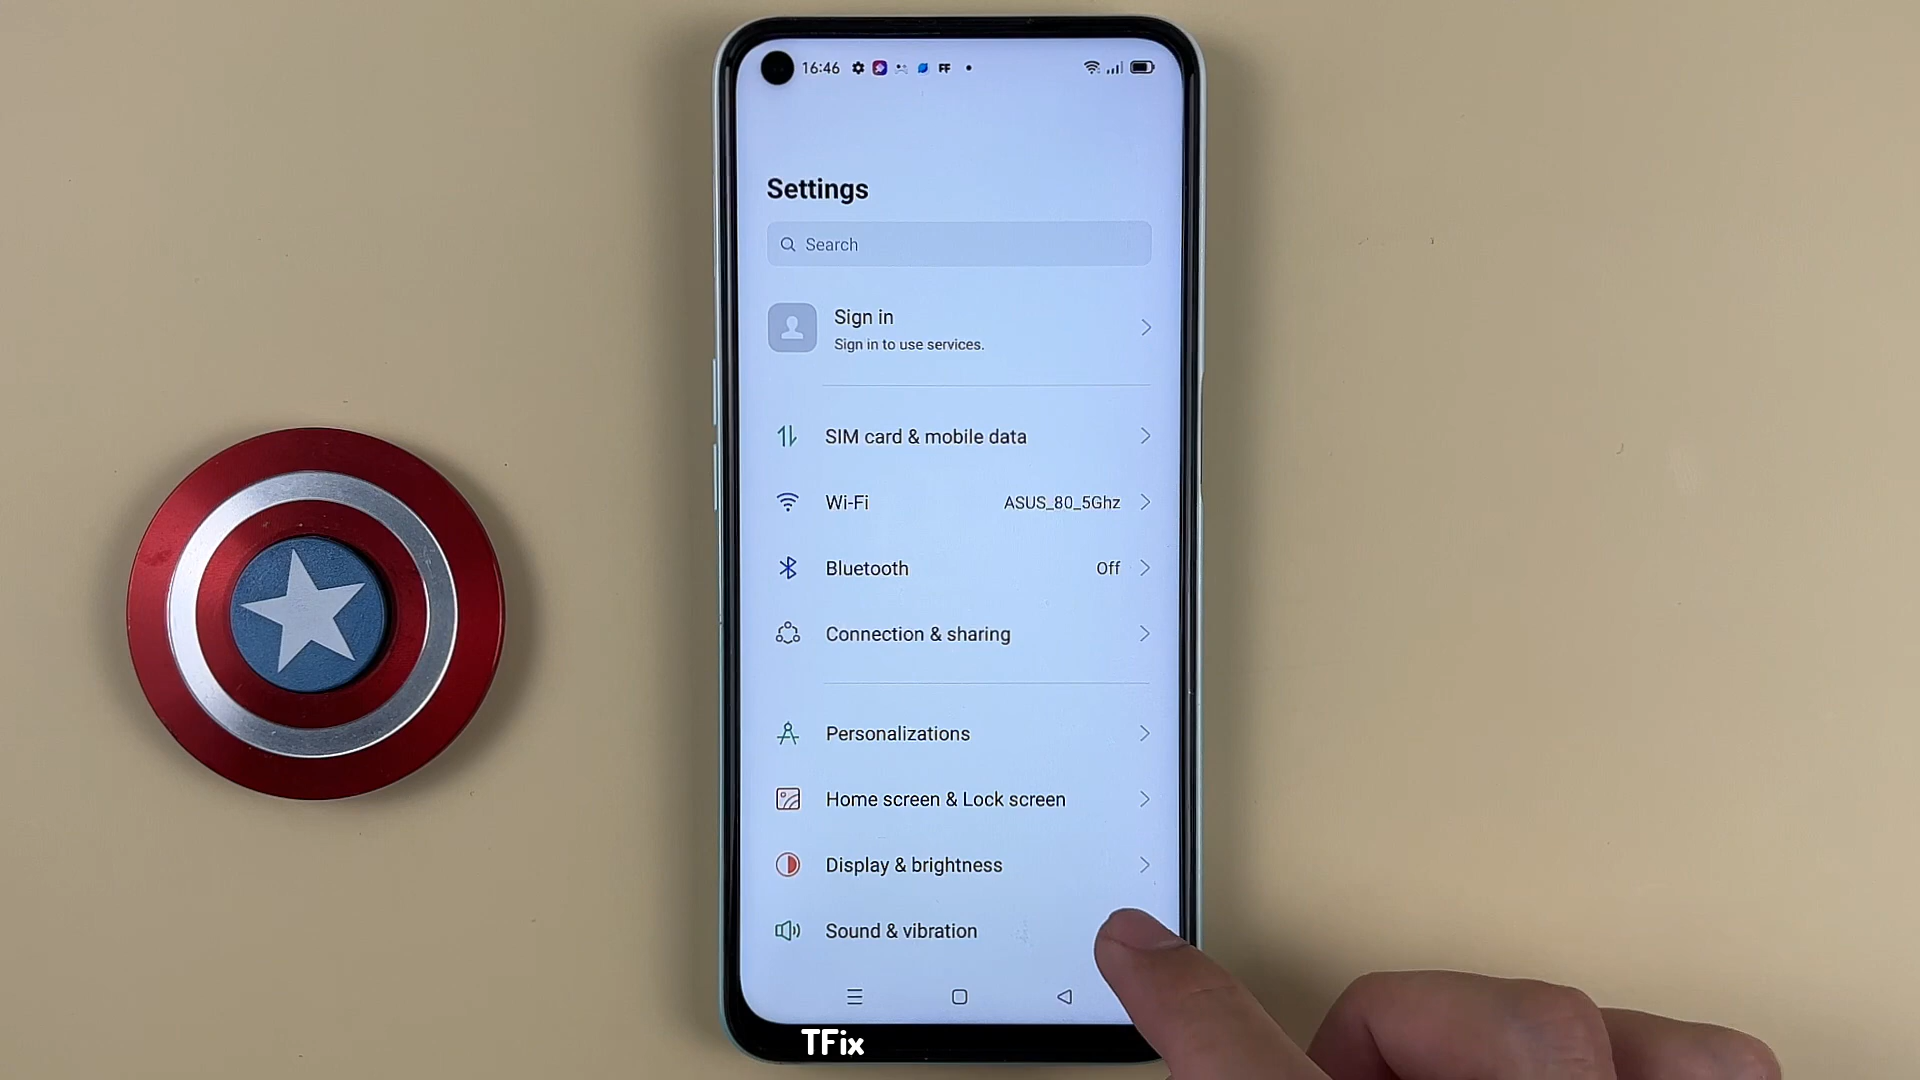 16:46 FF
Settings
Search
Sign in
Sign in to use services.
SIM card & mobile data
Wi-Fi ASUS_80_5Ghz
Bluetooth Off
Connection & sharing
Personalizations
Home screen & Lock screen
Display & brightness
Sound & vibration
TFix